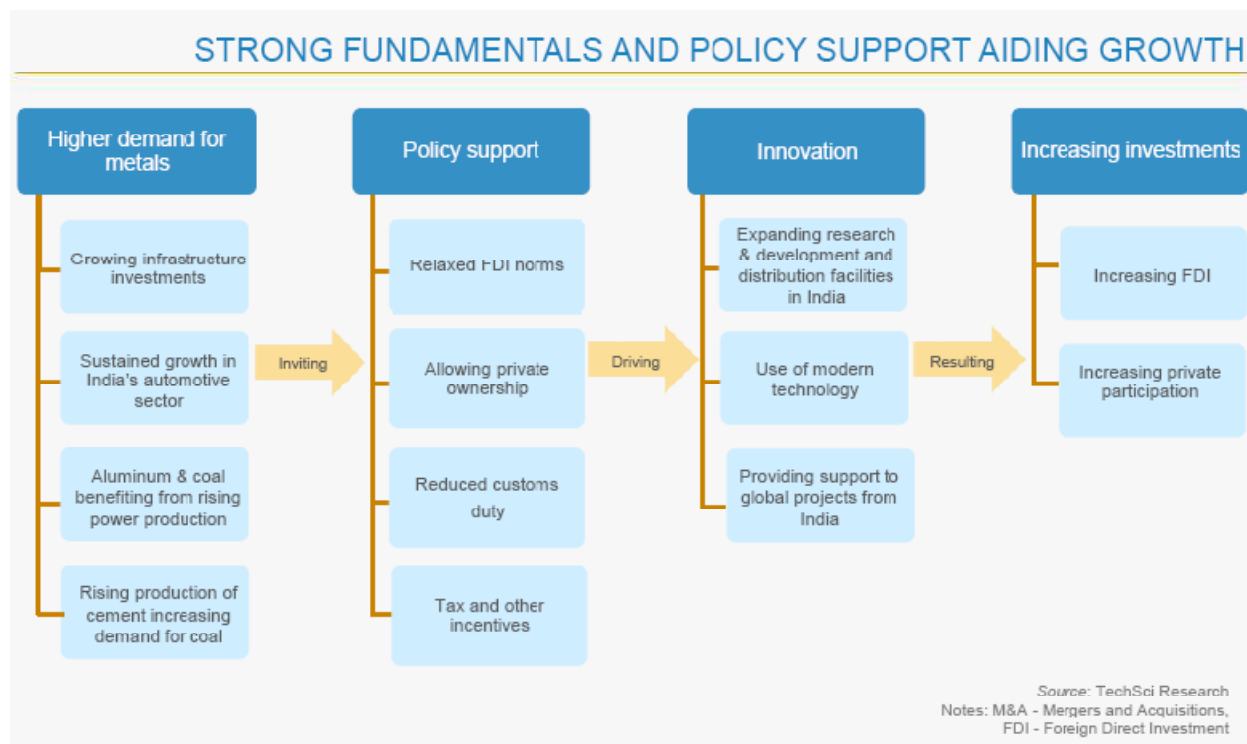 STRONG FUNDAMENTALS AND POLICY SUPPORT AIDING GROWTH
Higher demand for
metals
Growing infrastructure
investments
Sustained growth in
India's automotive
sector
Aluminum & coal
benefiting from rising
power production
Rising production of
cement increasing
demand for coal
Inviting
Policy support
Relaxed FDI norms
Allowing private
ownership
Reduced customs
duty
Tax and other
incentives
Driving
Innovation
Expanding research
& development and
distribution facilities
in India
Use of modern
technology
Providing support to
global projects from
India
Resulting
Increasing investments
Increasing FDI
Increasing private
participation
Source: TechSci Research
Notes: M&A - Mergers and Acquisitions,
FDI - Foreign Direct Investment